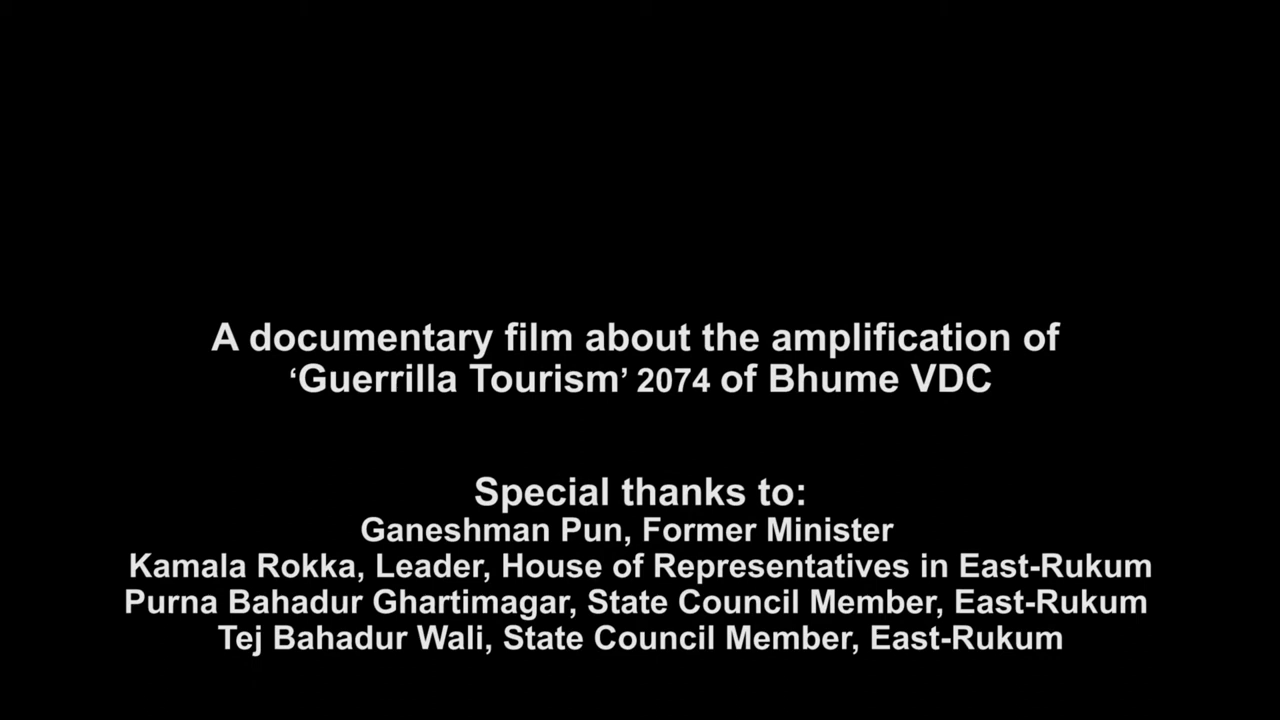 A documentary film about the amplification of
‘Guerrilla Tourism’ 2074 of Bhume VDC
Special thanks to:
Ganeshman Pun, Former Minister
Kamala Rokka, Leader, House of Representatives in East-Rukum
Purna Bahadur Ghartimagar, State Council Member, East-Rukum
Tej Bahadur Wali, State Council Member, East-Rukum